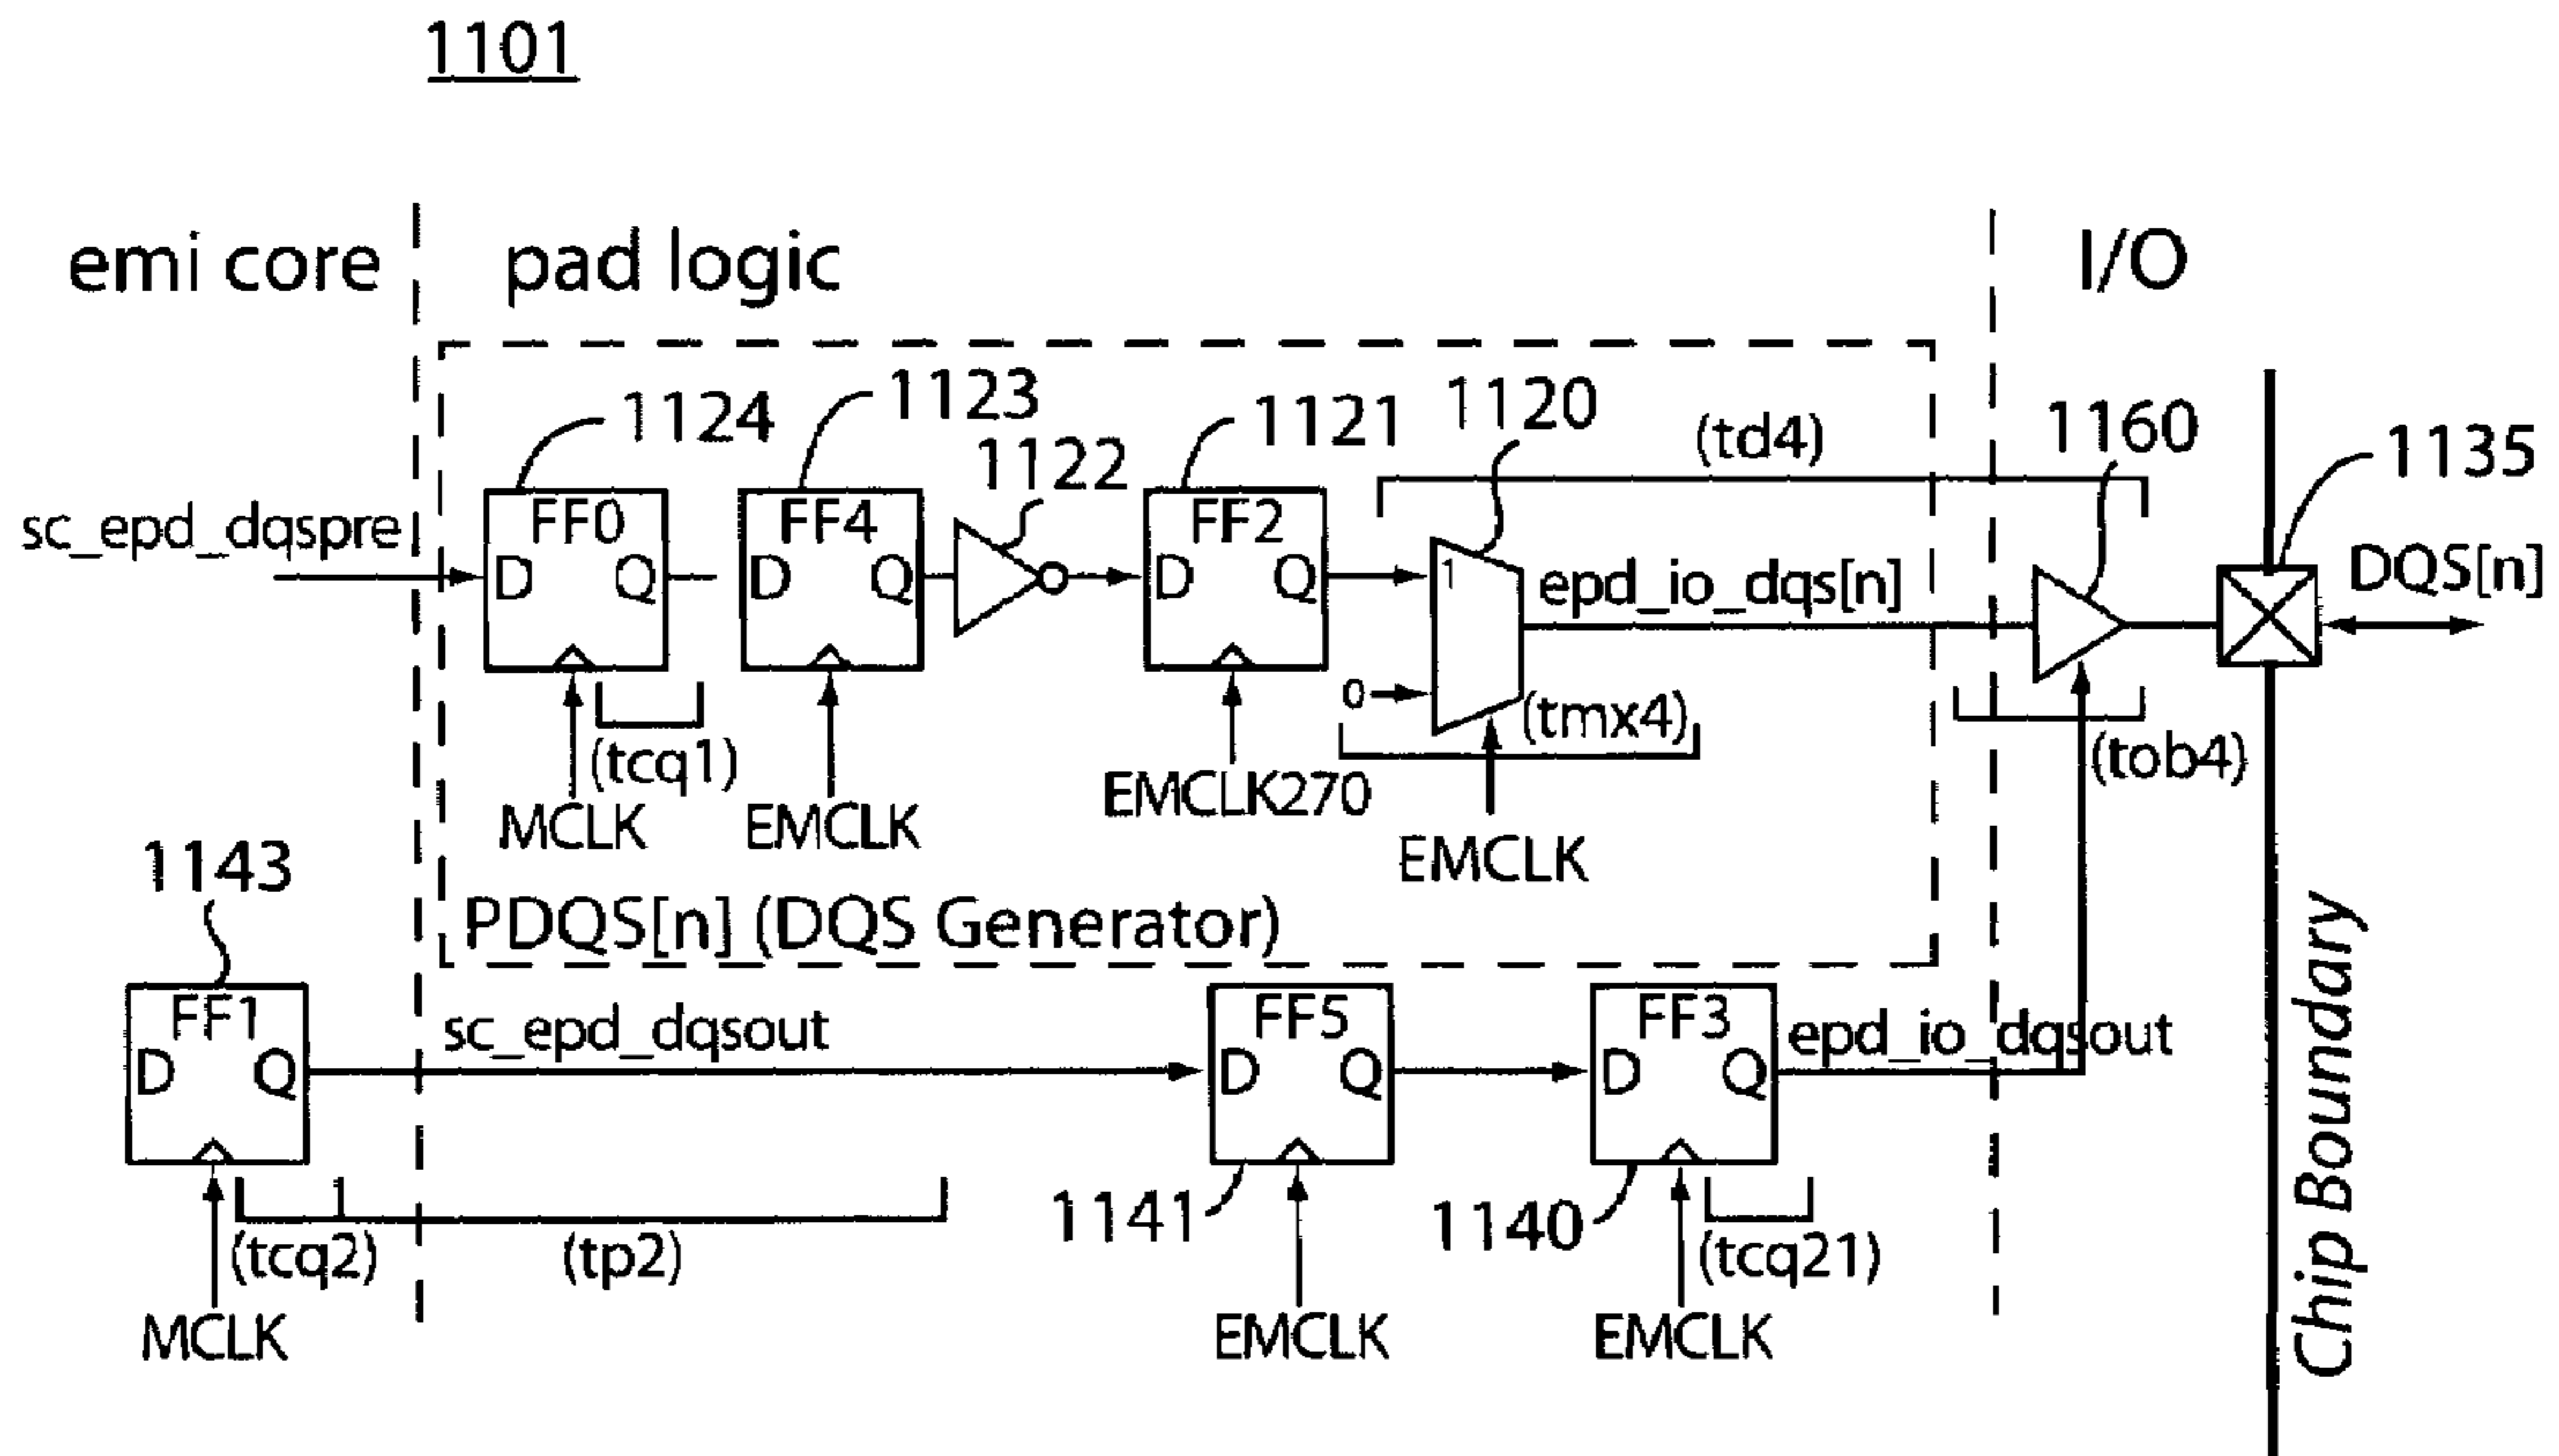 1101
emi core
pad logic
I/O
1124
1123
1122
1121
1120
(td4)
1160
1135
sc_epd_dqspre
FF0
D Q
FF4
D Q
FF2
D Q
1
0
epd_io_dqs[n]
DQS[n]
(tcq1)
(tmx4)
(tob4)
MCLK
EMCLK
EMCLK270
EMCLK
PDQS[n] (DQS Generator)
1143
FF1
D Q
sc_epd_dqsout
FF5
D Q
FF3
D Q
epd_io_dqsout
Chip Boundary
1141
1140
(tcq2)
(tp2)
(tcq21)
MCLK
EMCLK
EMCLK